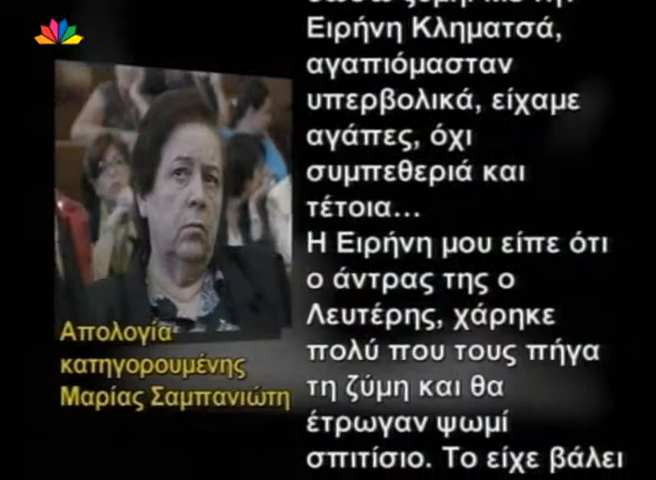 Ειρήνη Κληματσά,
αγαπιόμασταν
υπερβολικά, είχαμε
αγάπες, όχι
συμπεθεριά και
τέτοια...
Η Ειρήνη μου είπε ότι
ο άντρας της ο
Λευτέρης, χάρηκε
πολύ που τους πήγα
τη ζύμη και θα
έτρωγαν ψωμί
σπιτίσιο. Το είχε βάλει
Απολογία
κατηγορουμένης
Μαρίας Σαμπανιώτη